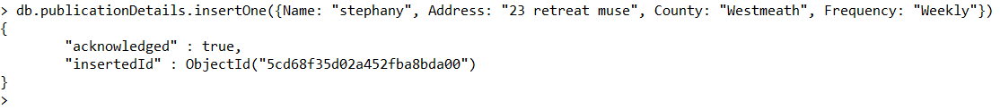 > db.publicationDetails.insertOne({Name: "stephany", Address: "23 retreat muse", County: "Westmeath", Frequency: "Weekly"})
{
        "acknowledged" : true,
        "insertedId" : ObjectId("5cd68f35d02a452fba8bda00")
}
>